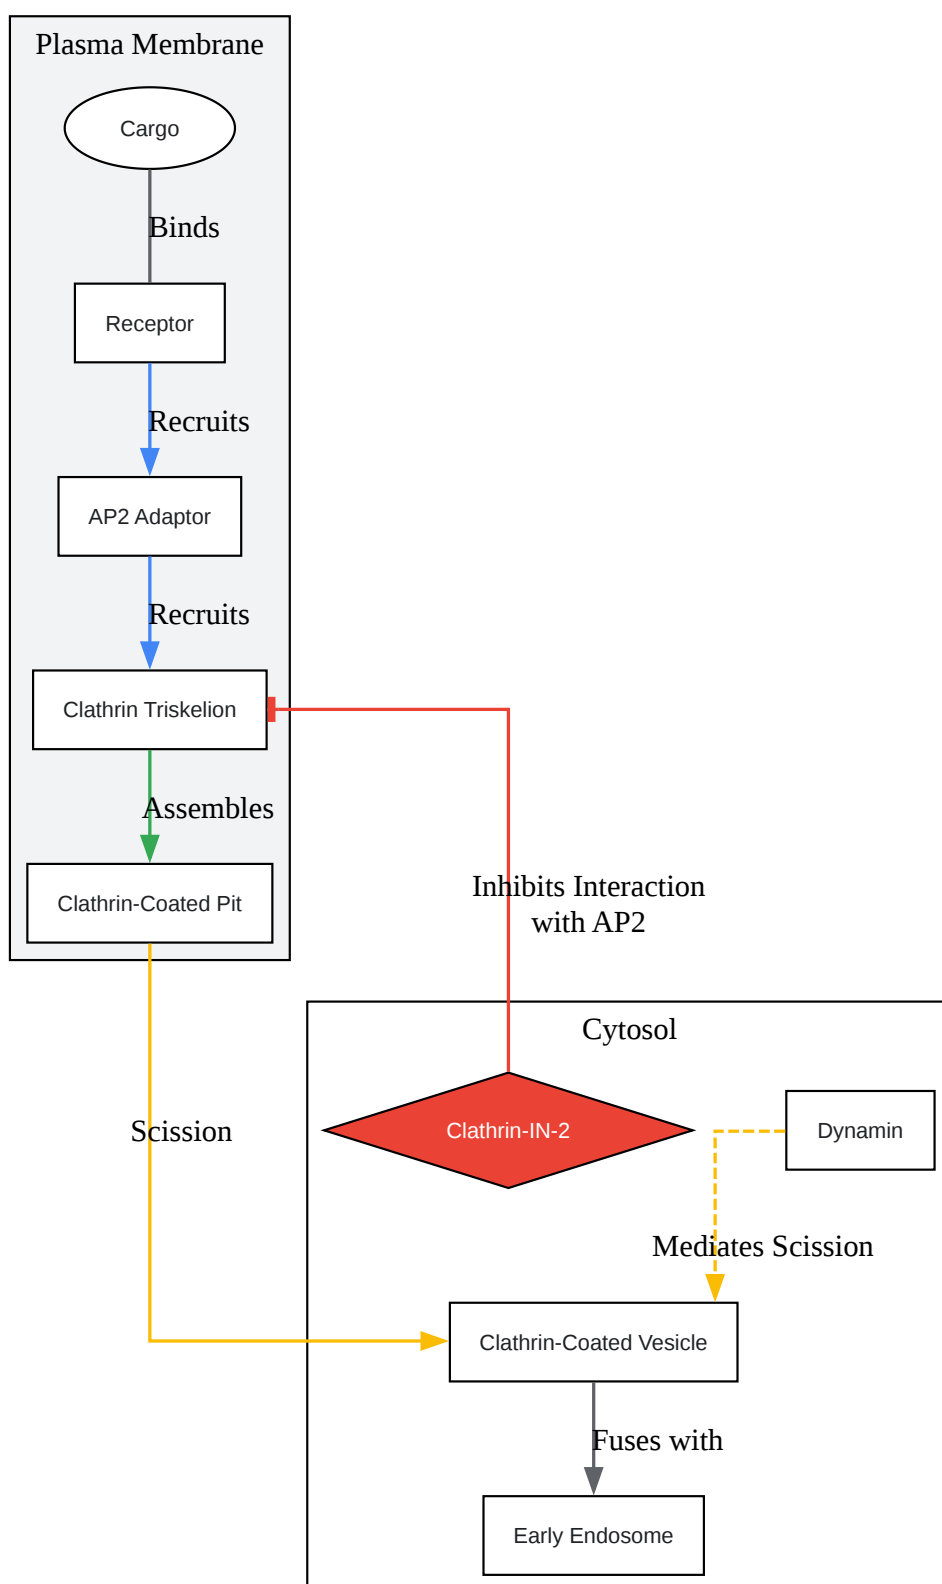 Plasma Membrane
Cargo
Binds
Receptor
Recruits
AP2 Adaptor
Recruits
Clathrin Triskelion
Assembles
Clathrin-Coated Pit
Inhibits Interaction
with AP2
Cytosol
Scission
Clathrin-IN-2
Dynamin
Mediates Scission
Clathrin-Coated Vesicle
Fuses with
Early Endosome